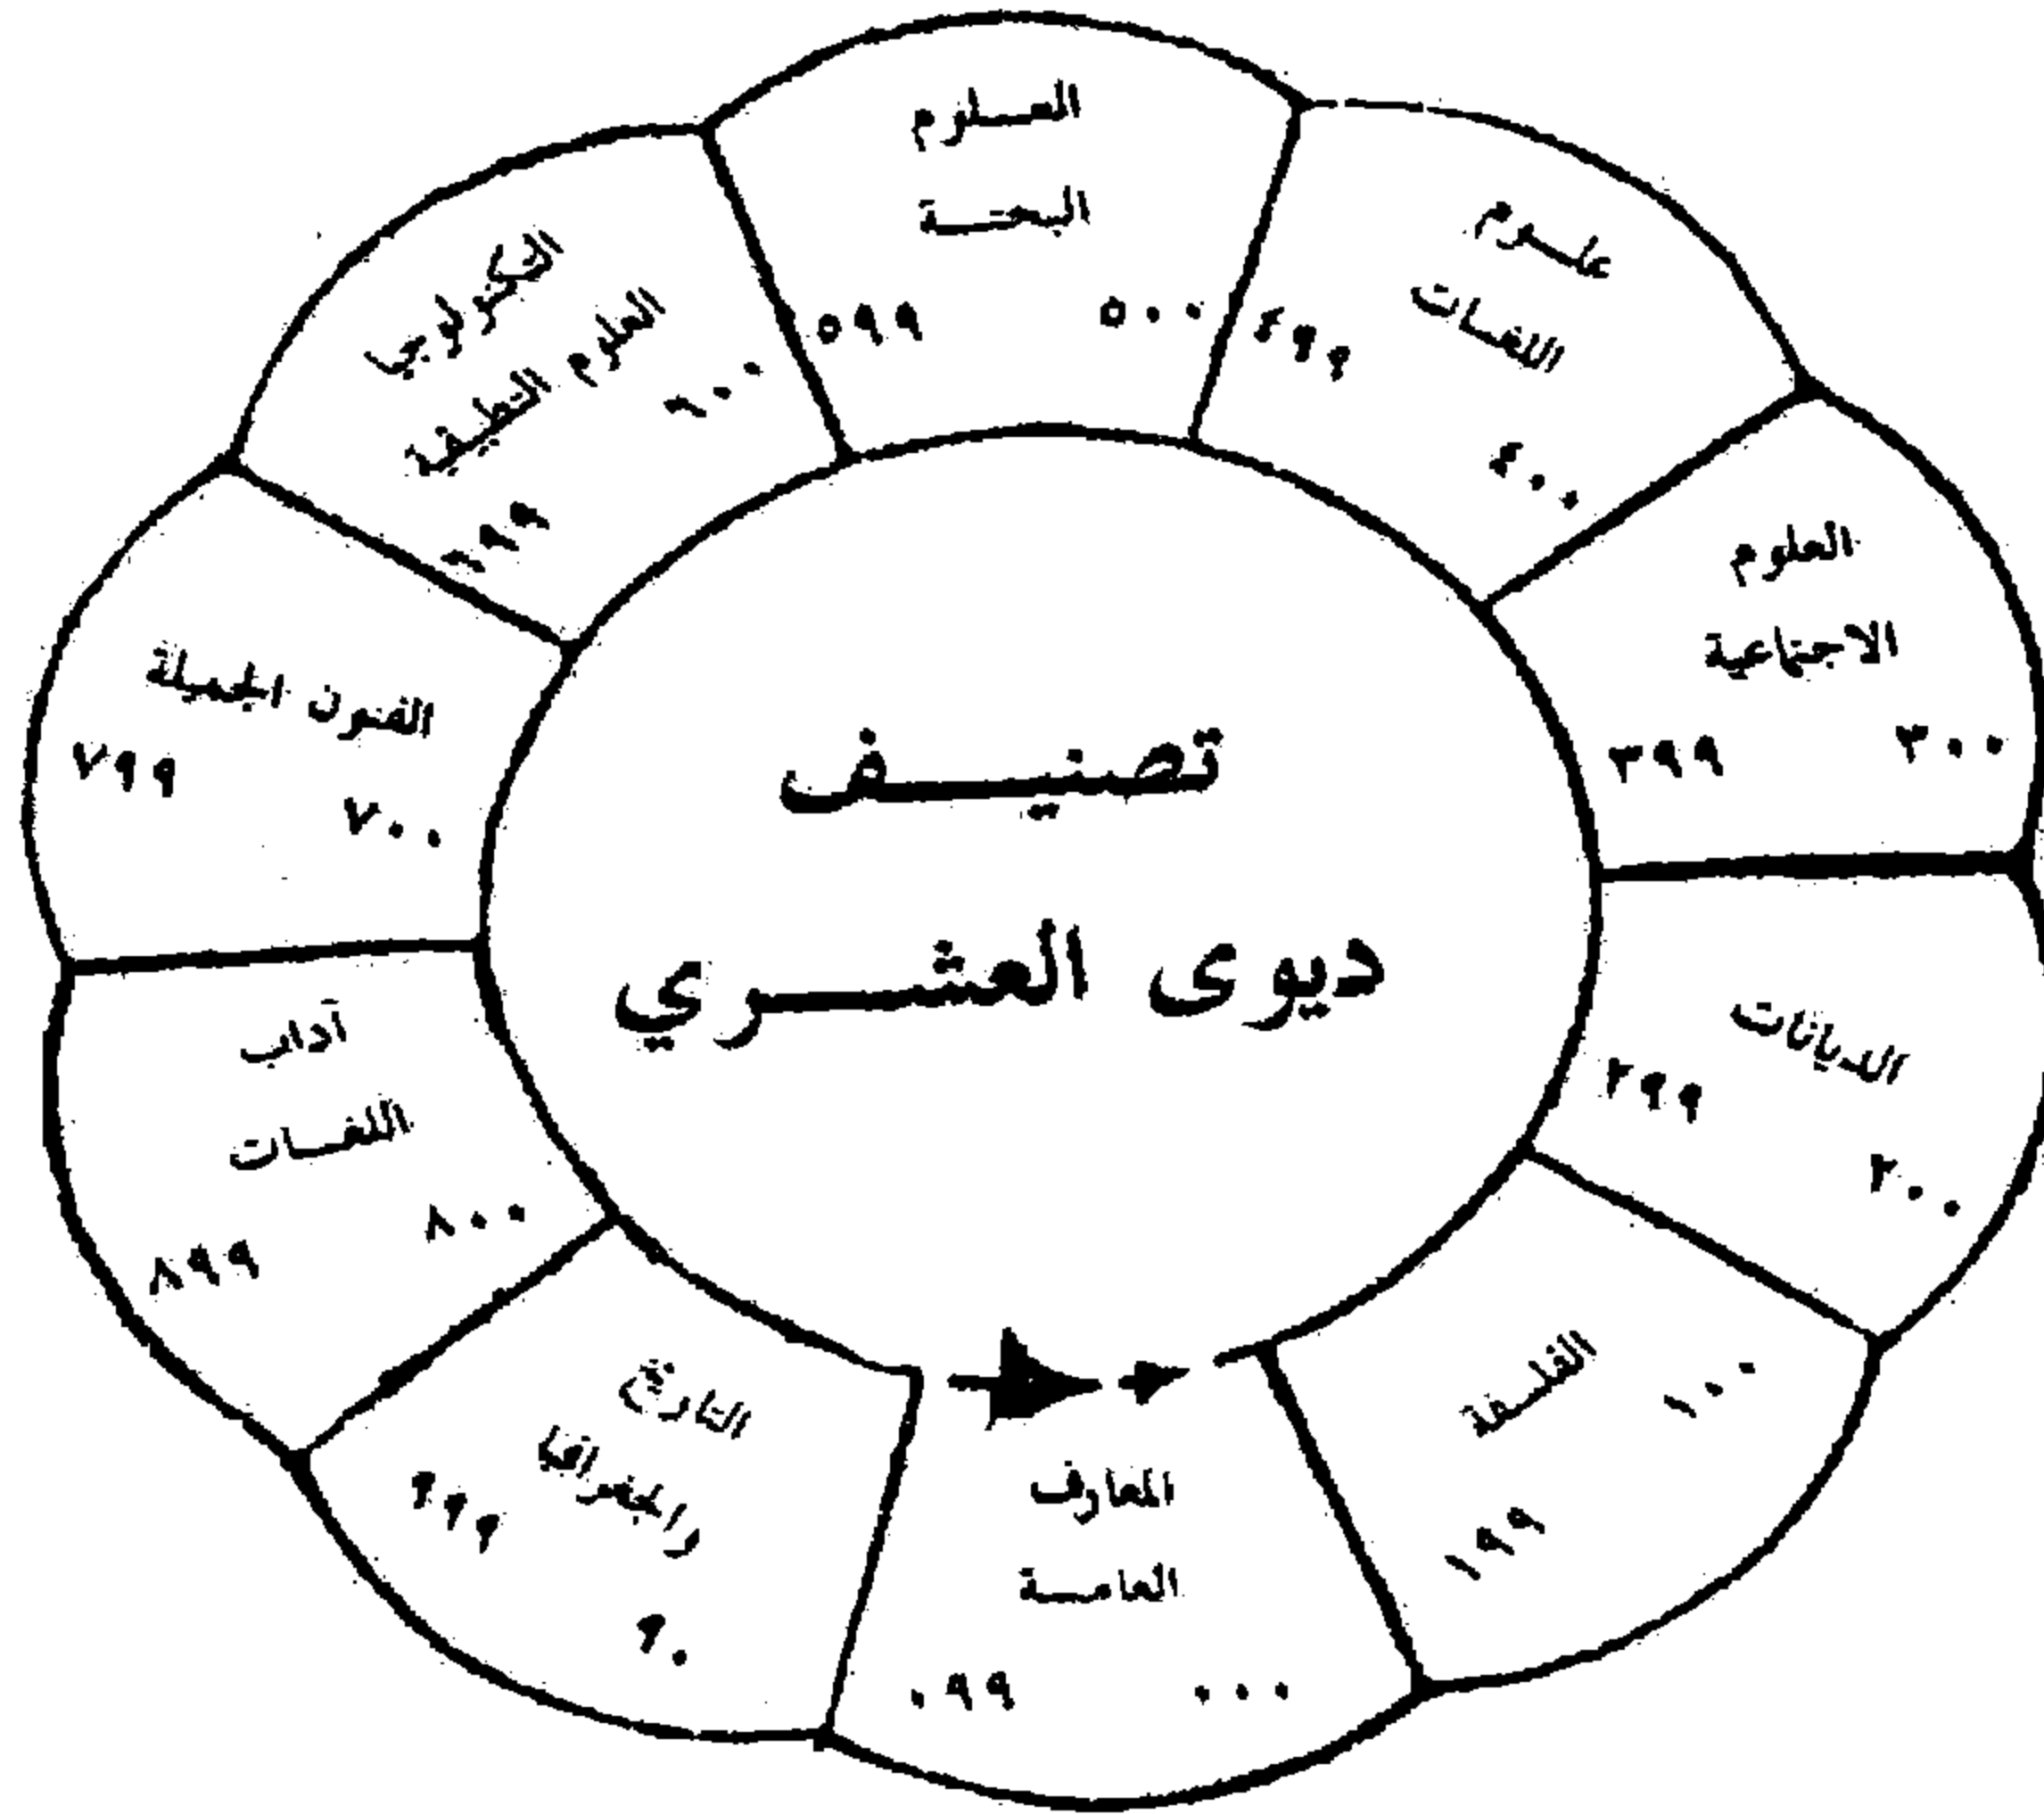 تصنيف
ديوى العشري
المعارف
العامة
٠٠٠ ٠٩٩
الفلسفة
١٠٠
١٩٩
الديانات
٢٩٩
٢٠٠
العلوم
الاجتماعية
٣٠٠ ٣٩٩
علوم
اللغات
٤٩٩
٤٠٠
العلوم
البحتة
٥٠٠ ٥٩٩
التكنولوجيا
العلوم التطبيقية
٦٠٠
٦٩٩
الفنون الجميلة
٧٩٩
٧٠٠
آداب
اللغات
٨٠٠
٨٩٩
التاريخ
والجغرافيا
٩٩٩
٩٠